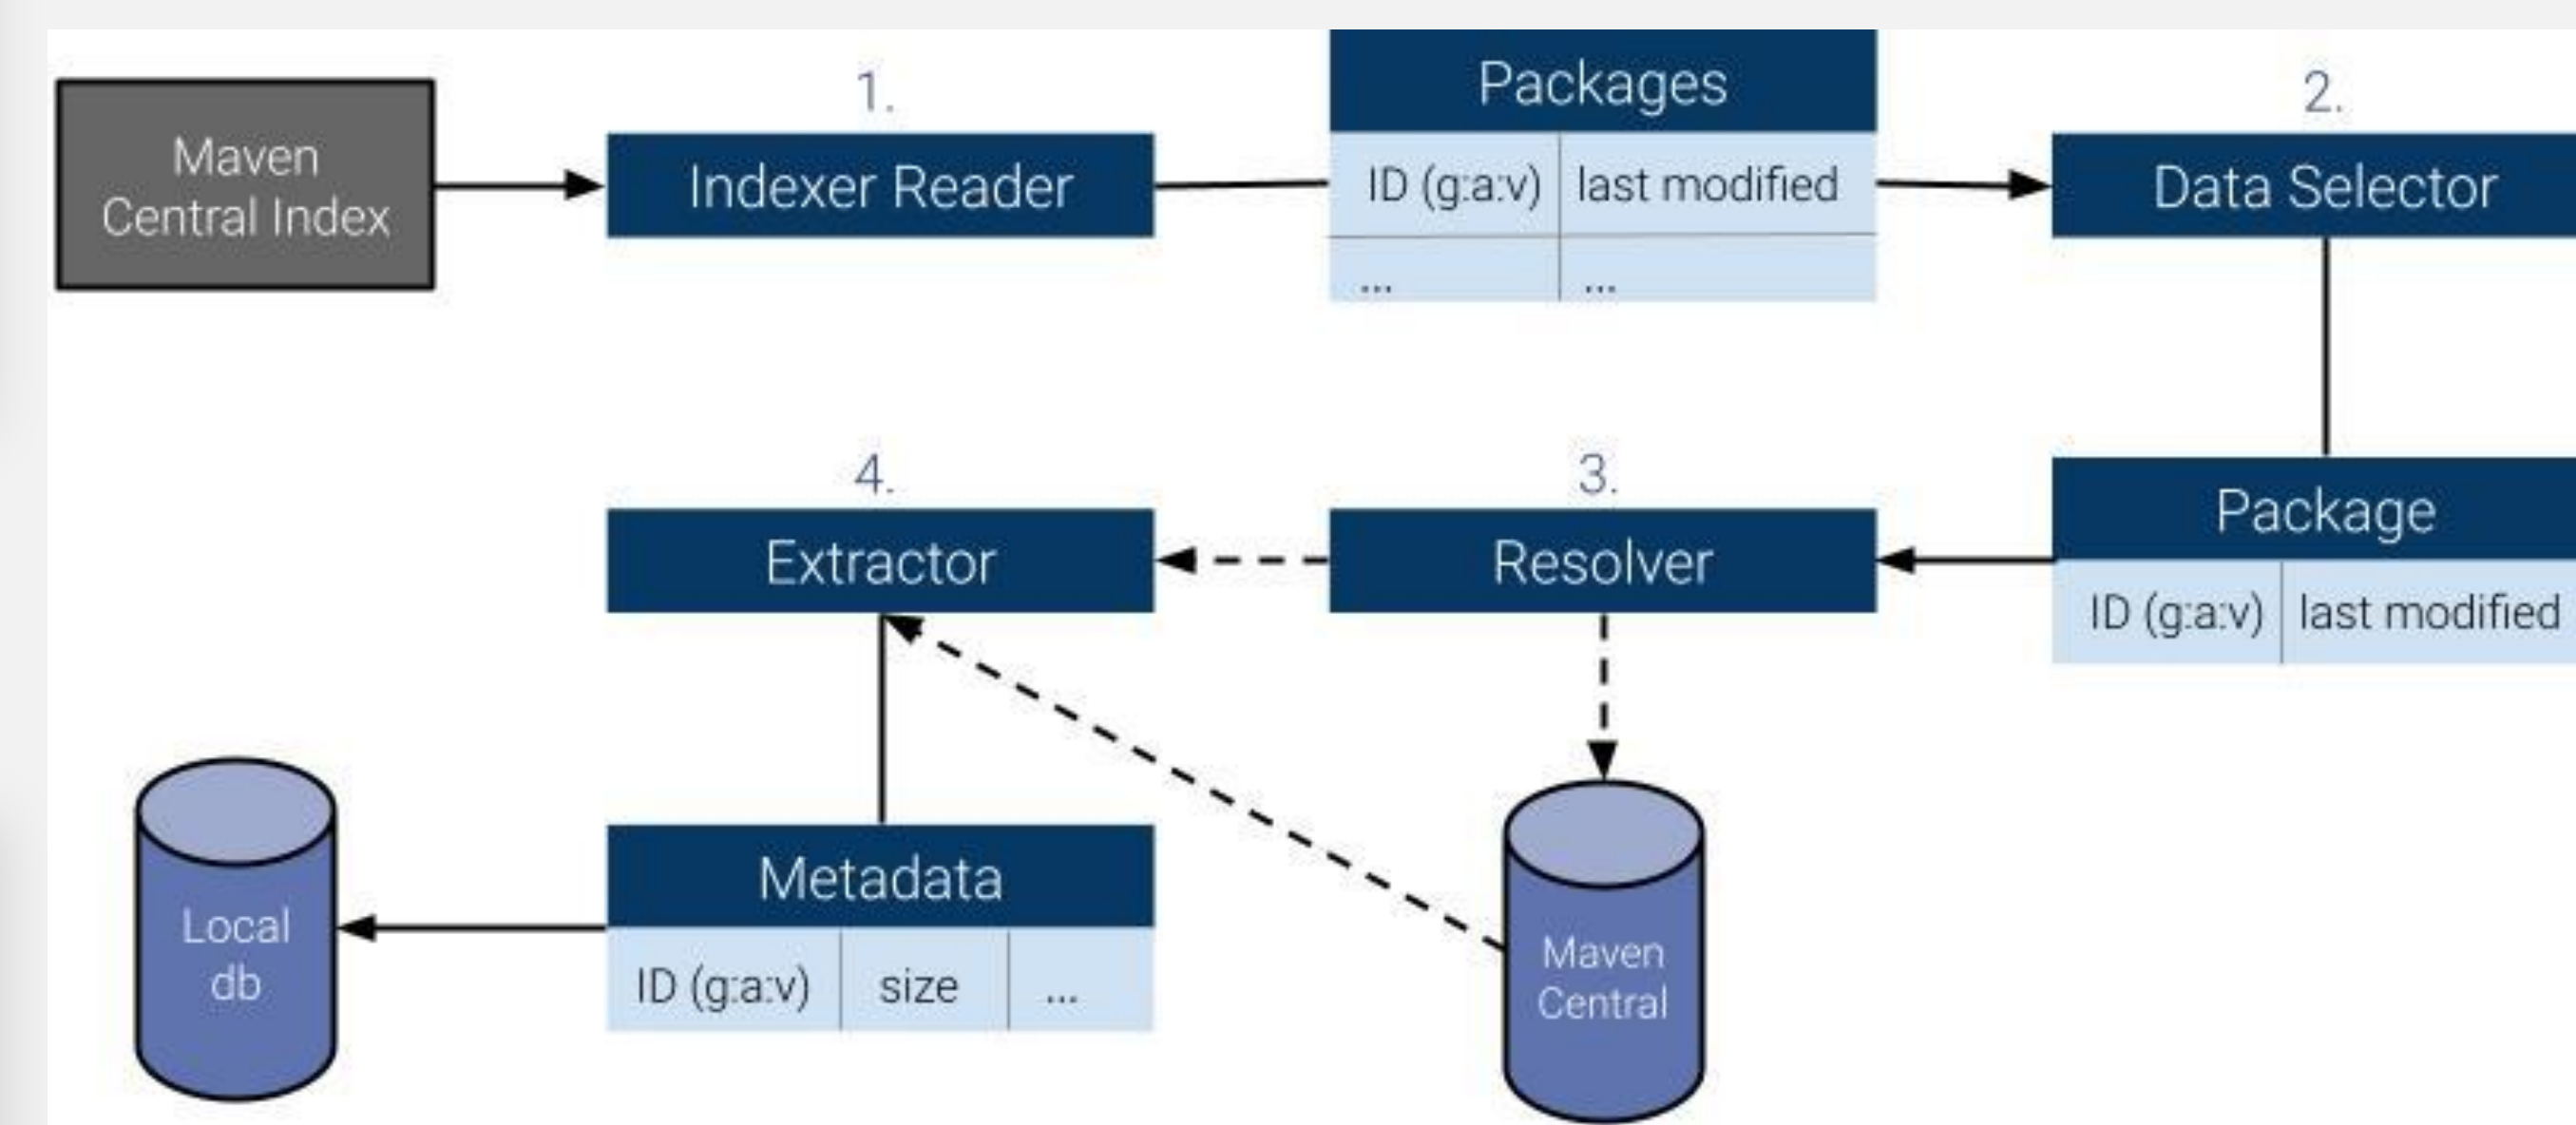 Maven
Central Index
1.
Indexer Reader
Packages
ID (g:a:v) last modified
... ...
2.
Data Selector
Package
ID (g:a:v) last modified
3.
Resolver
4.
Extractor
Maven
Central
Metadata
ID (g:a:v) size ...
Local
db